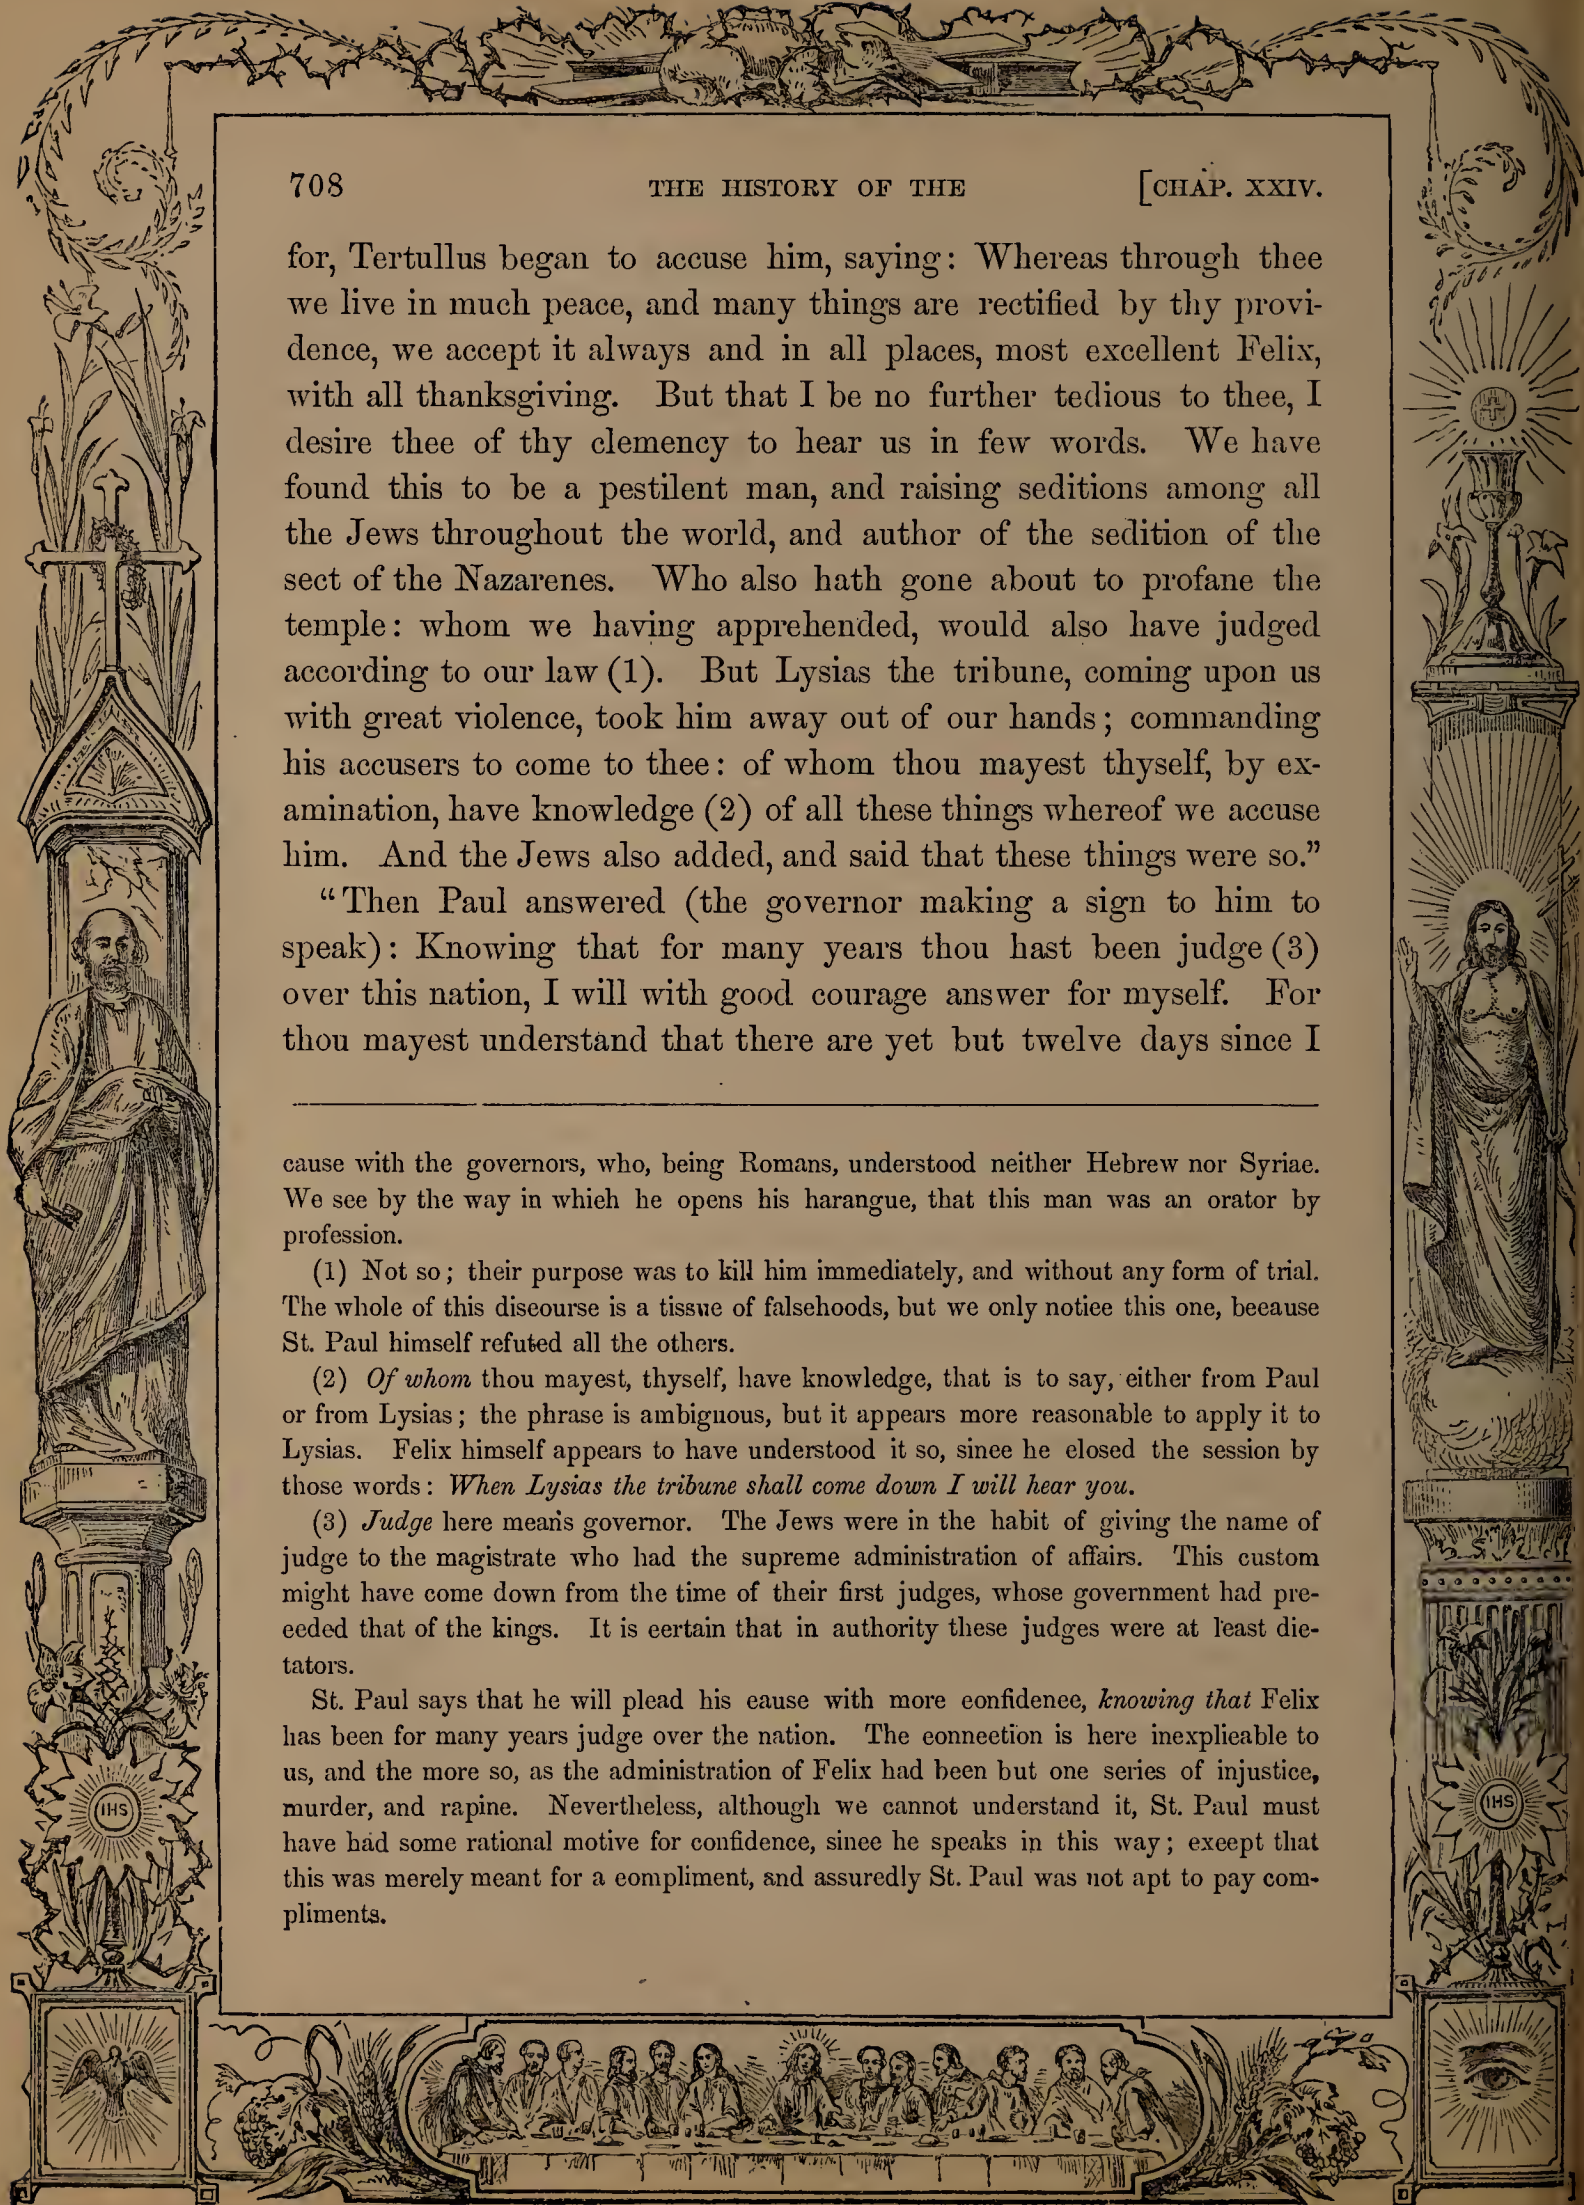 708 THE HISTORY OF THE [CHAP. XXIV.
for, Tertullus began to accuse him, saying: Whereas through thee
we live in much peace, and many things are rectified by thy provi-
dence, we accept it always and in all places, most excellent Felix,
with all thanksgiving. But that I be no further tedious to thee, I
desire thee of thy clemency to hear us in few words. We have
found this to be a pestilent man, and raising seditions among all
the Jews throughout the world, and author of the sedition of the
sect of the Nazarenes. Who also hath gone about to profane the
temple: whom we having apprehended, would also have judged
according to our law (1). But Lysias the tribune, coming upon us
with great violence, took him away out of our hands; commanding
his accusers to come to thee: of whom thou mayest thyself, by ex-
amination, have knowledge (2) of all these things whereof we accuse
him. And the Jews also added, and said that these things were so.”
“Then Paul answered (the governor making a sign to him to
speak): Knowing that for many years thou hast been judge (3)
over this nation, I will with good courage answer for myself. For
thou mayest understand that there are yet but twelve days since I
cause with the governors, who, being Romans, understood neither Hebrew nor Syriac.
We see by the way in which he opens his harangue, that this man was an orator by
profession.
(1) Not so; their purpose was to kill him immediately, and without any form of trial.
The whole of this discourse is a tissue of falsehoods, but we only notice this one, because
St. Paul himself refuted all the others.
(2) Of whom thou mayest, thyself, have knowledge, that is to say, either from Paul
or from Lysias; the phrase is ambiguous, but it appears more reasonable to apply it to
Lysias. Felix himself appears to have understood it so, since he closed the session by
those words: When Lysias the tribune shall come down I will hear you.
(3) Judge here means governor. The Jews were in the habit of giving the name of
judge to the magistrate who had the supreme administration of affairs. This custom
might have come down from the time of their first judges, whose government had pre-
ceded that of the kings. It is certain that in authority these judges were at least dic-
tators.
St. Paul says that he will plead his cause with more confidence, knowing that Felix
has been for many years judge over the nation. The connection is here inexplicable to
us, and the more so, as the administration of Felix had been but one series of injustice,
murder, and rapine. Nevertheless, although we cannot understand it, St. Paul must
have had some rational motive for confidence, since he speaks in this way; except that
this was merely meant for a compliment, and assuredly St. Paul was not apt to pay com-
pliments.
IHS
IHS